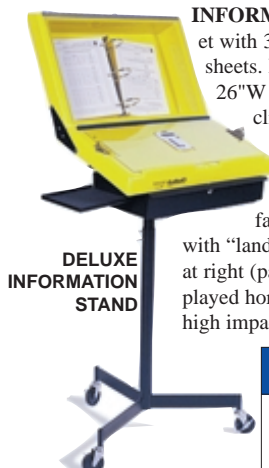 INFORM
et with 3
sheets.
26"W
cli
fa
with “land
at right (pa
played hor
high impa
DELUXE
INFORMATION
STAND